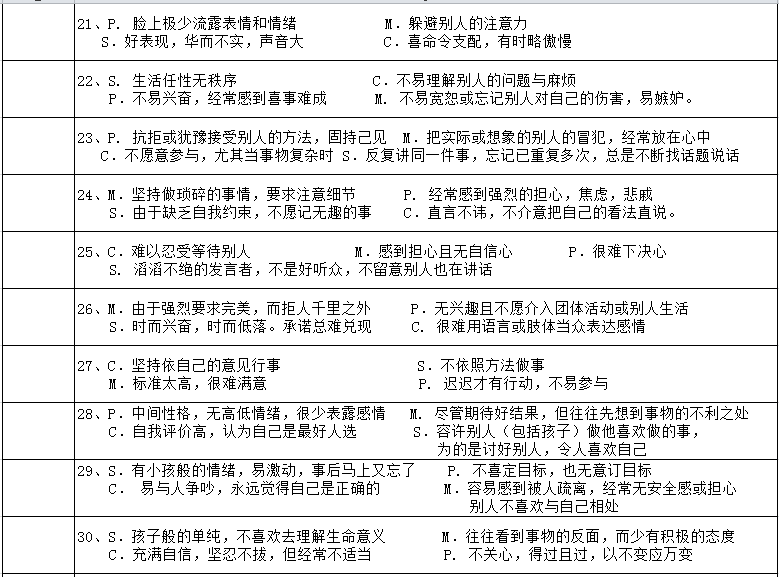 21、P. 脸上极少流露表情和情绪 M．躲避别人的注意力
S．好表现，华而不实，声音大 C．喜命令支配，有时略傲慢
22、S. 生活任性无秩序 C．不易理解别人的问题与麻烦
P．不易兴奋，经常感到喜事难成 M. 不易宽恕或忘记别人对自己的伤害，易嫉妒。
23、P. 抗拒或犹豫接受别人的方法，固持己见 M．把实际或想象的别人的冒犯，经常放在心中
C．不愿意参与，尤其当事物复杂时 S．反复讲同一件事，忘记已重复多次，总是不断找话题说话
24、M．坚持做琐碎的事情，要求注意细节 P. 经常感到强烈的担心，焦虑，悲戚
S．由于缺乏自我约束，不愿记无趣的事 C．直言不讳，不介意把自己的看法直说。
25、C．难以忍受等待别人 M．感到担心且无自信心 P．很难下决心
S. 滔滔不绝的发言者，不是好听众，不留意别人也在讲话
26、M．由于强烈要求完美，而拒人千里之外 P．无兴趣且不愿介入团体活动或别人生活
S．时而兴奋，时而低落。承诺总难兑现 C. 很难用语言或肢体当众表达感情
27、C．坚持依自己的意见行事 S．不依照方法做事
M．标准太高，很难满意 P. 迟迟才有行动，不易参与
28、P．中间性格，无高低情绪，很少表露感情 M. 尽管期待好结果，但往往先想到事物的不利之处
C．自我评价高，认为自己是最好人选 S．容许别人（包括孩子）做他喜欢做的事，
为的是讨好别人，令人喜欢自己
29、S．有小孩般的情绪，易激动，事后马上又忘了 P. 不喜定目标，也无意订目标
C． 易与人争吵，永远觉得自己是正确的 M．容易感到被人疏离，经常无安全感或担心
别人不喜欢与自己相处
30、S．孩子般的单纯，不喜欢去理解生命意义 M．往往看到事物的反面，而少有积极的态度
C．充满自信，坚忍不拔，但经常不适当 P. 不关心，得过且过，以不变应万变